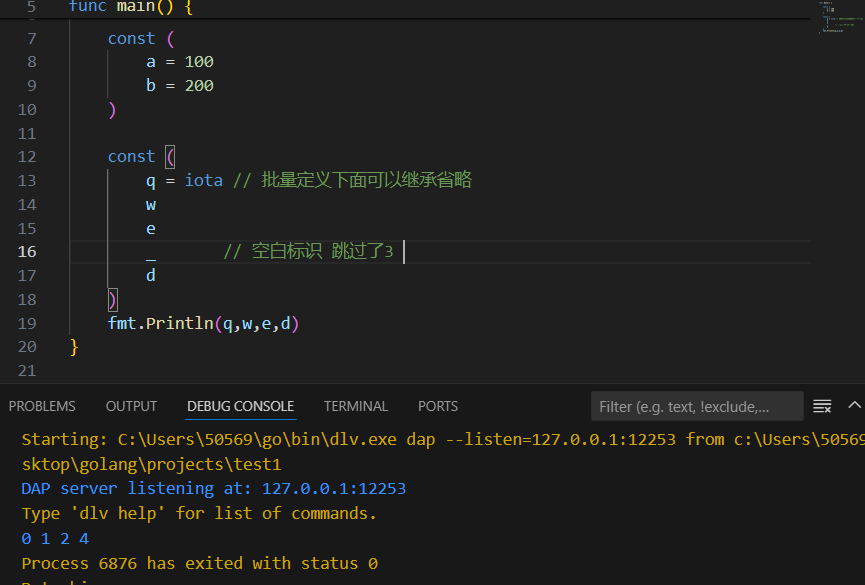 5 func main() {
7 const (
8 a = 100
9 b = 200
10 )
11
12 const (
13 q = iota // 批量定义下面可以继承省略
14 w
15 e
16 _ // 空白标识 跳过了3
17 d
18 )
19 fmt.Println(q,w,e,d)
20 }
21
PROBLEMS OUTPUT DEBUG CONSOLE TERMINAL PORTS Filter (e.g. text, !exclude,...
Starting: C:\Users\50569\go\bin\dlv.exe dap --listen=127.0.0.1:12253 from c:\Users\50569
sktop\golang\projects\test1
DAP server listening at: 127.0.0.1:12253
Type 'dlv help' for list of commands.
0 1 2 4
Process 6876 has exited with status 0